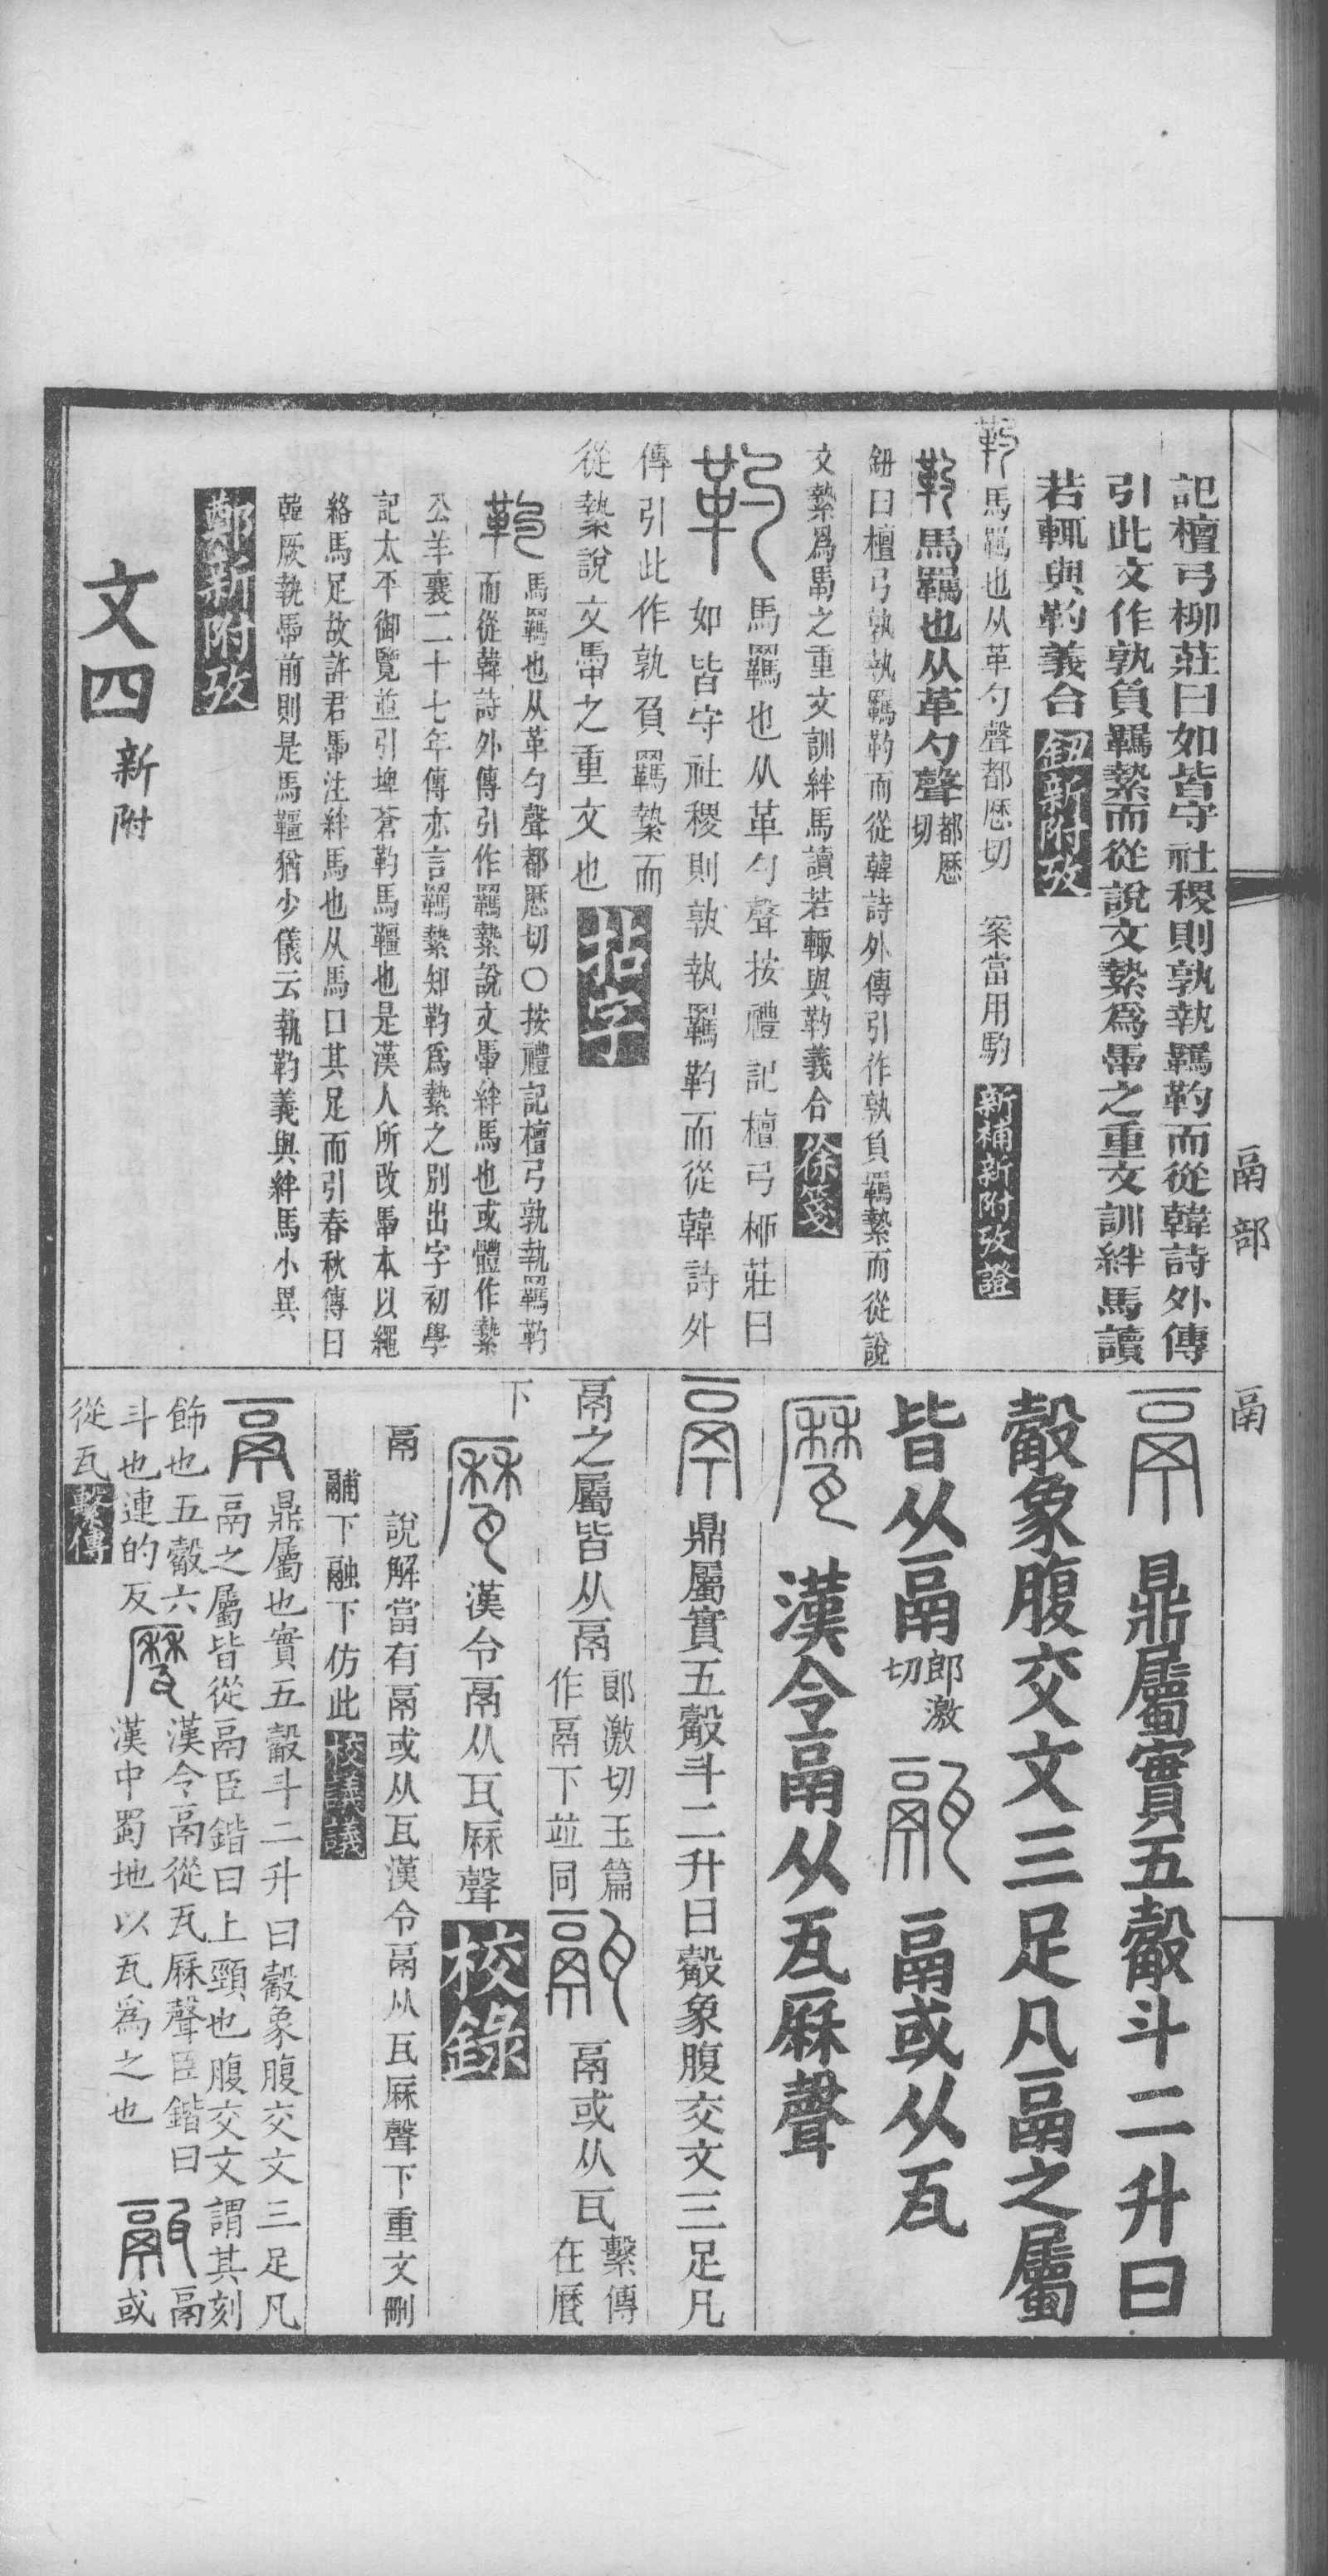 記檀弓柳莊曰如皆守社稷則孰執羈靮而從韓詩外傳
引此文作孰負羈縶而從說文縶爲馽之重文訓絆馬讀
若輒與靮義合 鈕新附攷
靮馬羈也从革勺聲都歷切 案當用馰 新補新附攷證
靮馬羈也从革勺聲都歷切
鈕曰檀弓孰執羈靮而從韓詩外傳引作孰負羈縶而從說
文縶爲馽之重文訓絆馬讀若輒與靮義合 徐箋
靮馬羈也从革勺聲按禮記檀弓柳莊曰
如皆守社稷則孰執羈靮而從韓詩外
傳引此作孰負羈縶而
從縶說文馽之重文也 拈字
靮馬羈也从革勺聲都歷切○按禮記檀弓孰執羈靮
而從韓詩外傳引作羈縶說文馽絆馬也或體作縶
公羊襄二十七年傳亦言羈縶知靮爲縶之別出字初學
記太平御覽竝引埤蒼靮馬韁也是漢人所改馽本以繩
絡馬足故許君馽注絆馬也从馬口其足而引春秋傳曰
韓厥執馽前則是馬韁猶少儀云執靮義與絆馬小異
鄭新附攷
文四 新附
鬲部
鬲
鬲鼎屬實五觳斗二升曰
觳象腹交文三足凡鬲之屬
皆从鬲郎激切 䰛鬲或从瓦
㽁漢令鬲从瓦厤聲
鬲鼎屬實五觳斗二升曰觳象腹交文三足凡
鬲之屬皆从鬲郎激切玉篇作鬲下竝同 䰛鬲或从瓦繫傳在㽁
下
㽁漢令鬲从瓦厤聲 校錄
鬲 說解當有鬲或从瓦漢令鬲从瓦厤聲下重文刪
䰙下融下仿此 校議議
鬲鼎屬也實五觳斗二升曰觳象腹交文三足凡
鬲之屬皆從鬲臣鍇曰上頸也腹交文謂其刻
飾也五觳六斗也連的反 㽁漢令鬲從瓦厤聲臣鍇曰
漢中蜀地以瓦爲之也 䰛鬲或
從瓦 繫傳